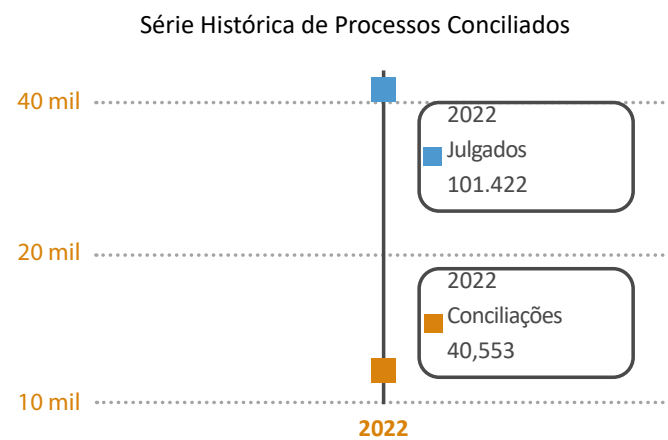 Série Histórica de Processos Conciliados
40 mil
2022
Julgados
101.422
20 mil
2022
Conciliações
40,553
10 mil
2022